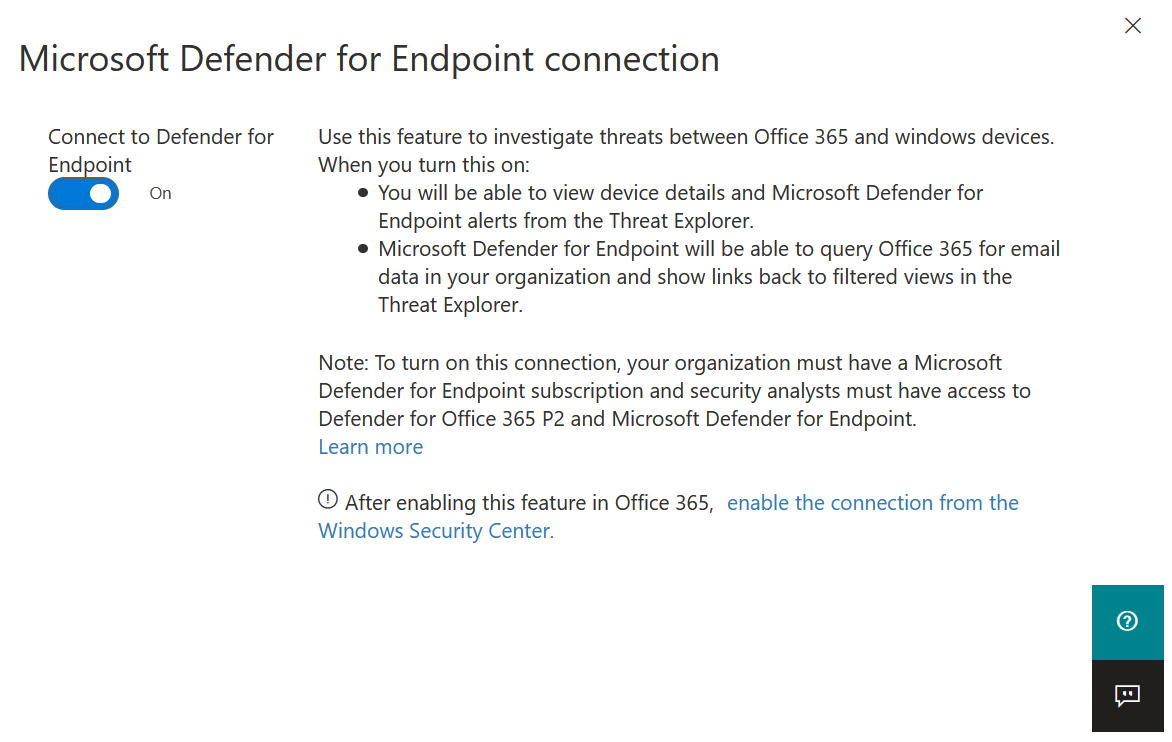 Microsoft Defender for Endpoint connection
Connect to Defender for
Endpoint
On
Use this feature to investigate threats between Office 365 and windows devices.
When you turn this on:
● You will be able to view device details and Microsoft Defender for
Endpoint alerts from the Threat Explorer.
● Microsoft Defender for Endpoint will be able to query Office 365 for email
data in your organization and show links back to filtered views in the
Threat Explorer.
Note: To turn on this connection, your organization must have a Microsoft
Defender for Endpoint subscription and security analysts must have access to
Defender for Office 365 P2 and Microsoft Defender for Endpoint.
Learn more
After enabling this feature in Office 365, enable the connection from the
Windows Security Center.